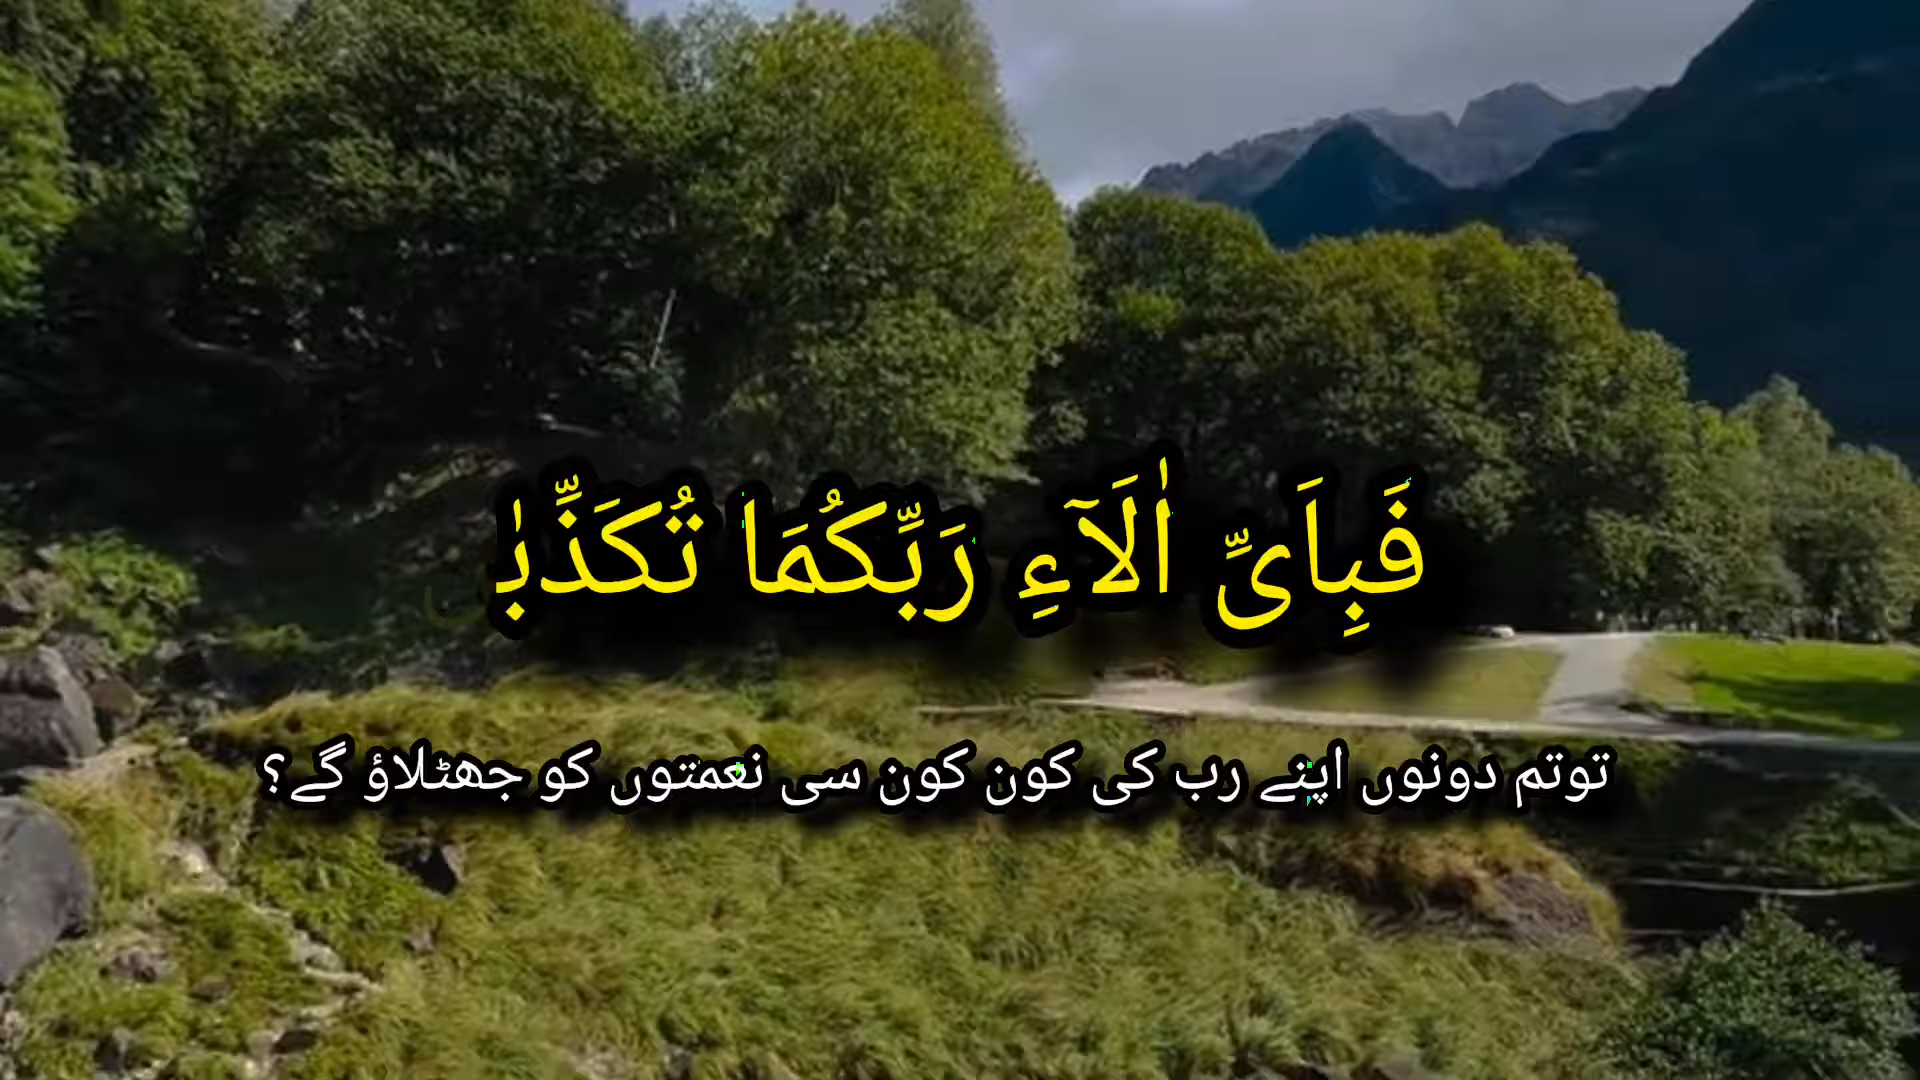 فَبِاَىِّ اٰلَآءِ رَبِّكُمَا تُكَذِّبٰ
توتم دونوں اپنے رب کی کون کون سی نعمتوں کو جھٹلاؤ گے؟